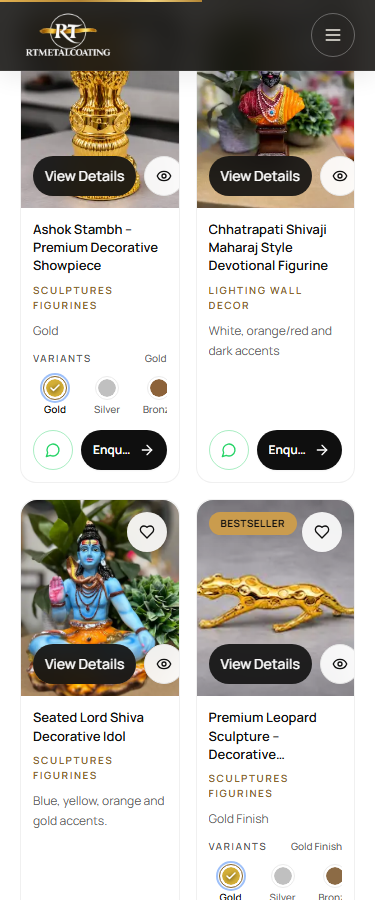 RT
RTMETALCOATING
View Details
View Details
Ashok Stambh –
Premium Decorative
Showpiece
SCULPTURES
FIGURINES
Gold
VARIANTS Gold
Gold Silver Bronz
Enqu...
Chhatrapati Shivaji
Maharaj Style
Devotional Figurine
LIGHTING WALL
DECOR
White, orange/red and
dark accents
Enqu...
View Details
Seated Lord Shiva
Decorative Idol
SCULPTURES
FIGURINES
Blue, yellow, orange and
gold accents.
BESTSELLER
View Details
Premium Leopard
Sculpture –
Decorative...
SCULPTURES
FIGURINES
Gold Finish
VARIANTS Gold Finish
Gold Silver Bronz